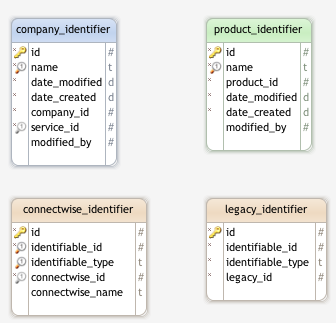 company_identifier
id #
name t
date_modified d
date_created d
company_id #
service_id #
modified_by #
product_identifier
id #
name t
product_id #
date_modified d
date_created d
modified_by #
connectwise_identifier
id #
identifiable_id #
identifiable_type t
connectwise_id #
connectwise_name t
legacy_identifier
id #
identifiable_id #
identifiable_type t
legacy_id #